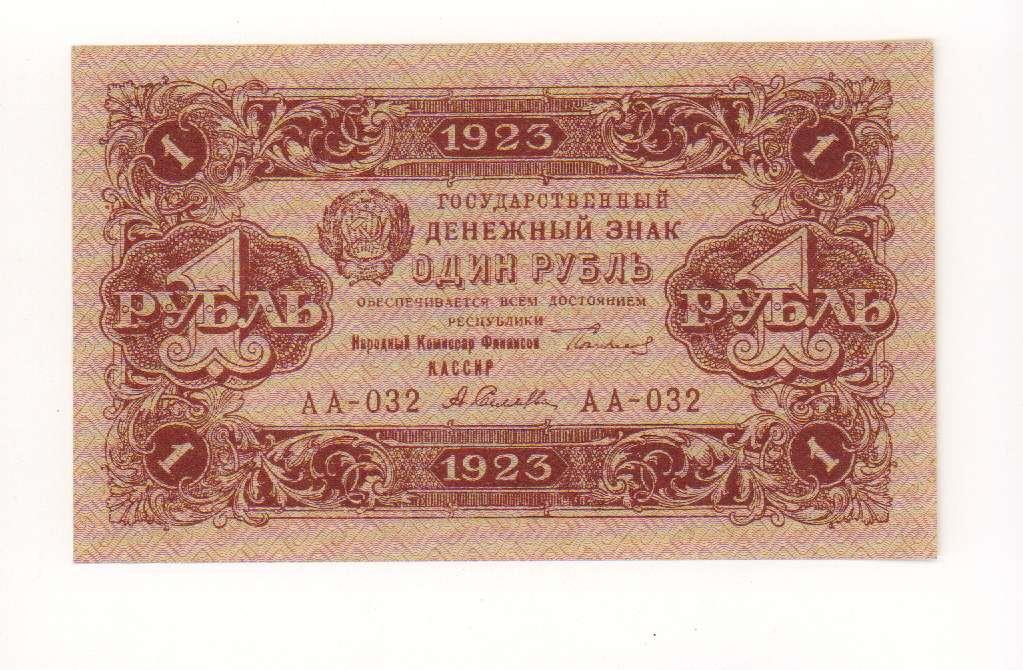 1 1923 1
ГОСУДАРСТВЕННЫЙ
ДЕНЕЖНЫЙ ЗНАК
ОДИН РУБЛЬ
1 РУБЛЬ
1 РУБЛЬ
ОБЕСПЕЧИВАЕТСЯ ВСЕМ ДОСТОЯНИЕМ
РЕСПУБЛИКИ
Народный Комиссар Финансов
КАССИР
АА-032 АА-032
1 1923 1